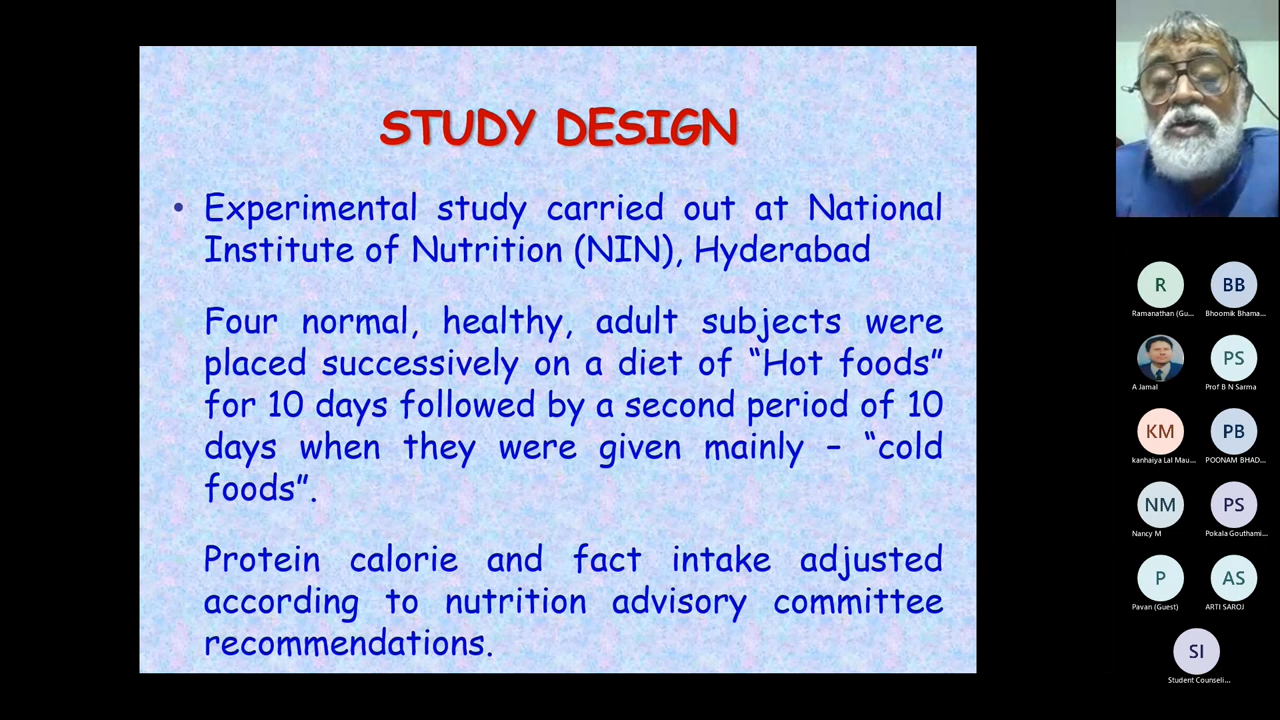 STUDY DESIGN
• Experimental study carried out at National
Institute of Nutrition (NIN), Hyderabad
Four normal, healthy, adult subjects were
placed successively on a diet of “Hot foods”
for 10 days followed by a second period of 10
days when they were given mainly – “cold
foods”.
Protein calorie and fact intake adjusted
according to nutrition advisory committee
recommendations.
R
BB
Ramanathan (Gu...
Bhoomik Bhama...
PS
A Jamal
Prof B N Sarma
KM
PB
kanhaiya Lal Mau...
POONAM BHAD...
NM
PS
Nancy M
Pokala Gouthami...
P
AS
Pavan (Guest)
ARTI SAROJ
SI
Student Counseli...